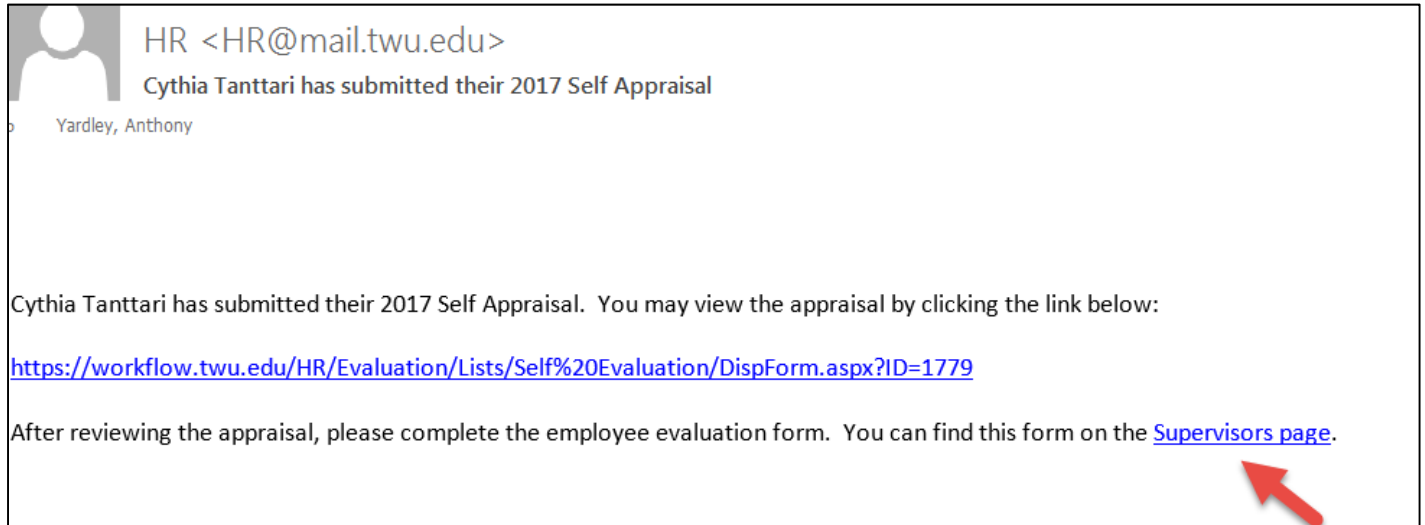 HR <HR@mail.twu.edu>
Cythia Tanttari has submitted their 2017 Self Appraisal
Yardley, Anthony
Cythia Tanttari has submitted their 2017 Self Appraisal.  You may view the appraisal by clicking the link below:
https://workflow.twu.edu/HR/Evaluation/Lists/Self%20Evaluation/DispForm.aspx?ID=1779
After reviewing the appraisal, please complete the employee evaluation form.  You can find this form on the Supervisors page.